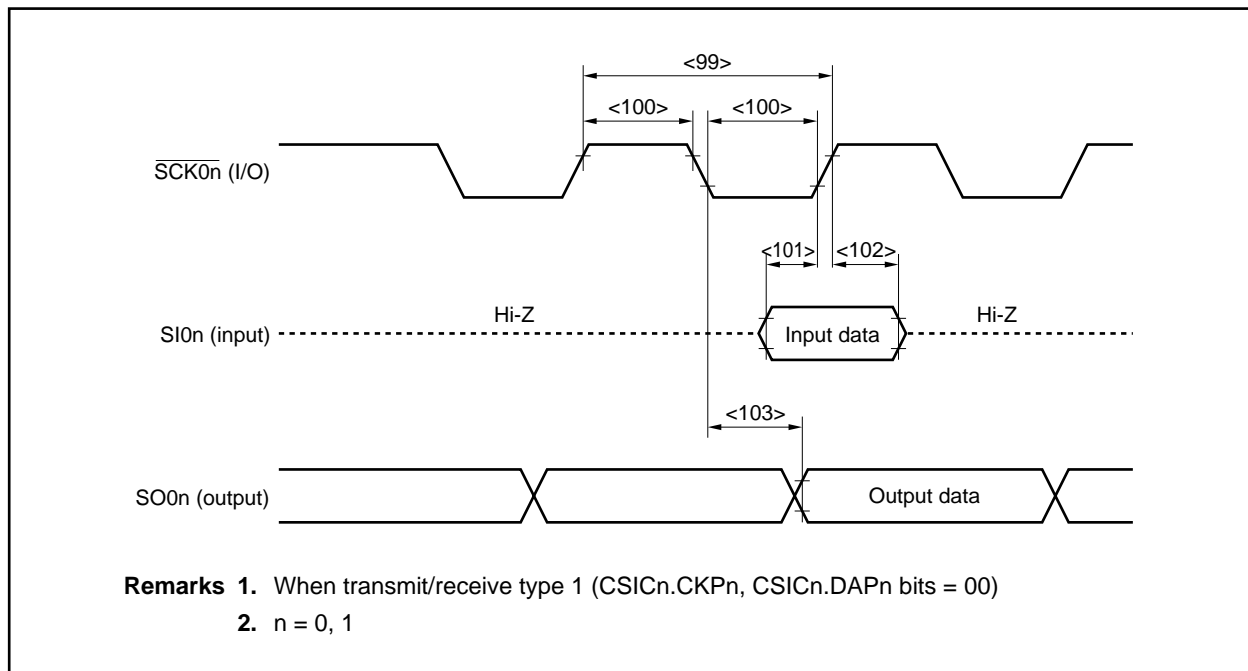 <99>
<100> <100>
S̅C̅K̅0̅n̅ (I/O)
<101> <102>
Hi-Z Hi-Z
SI0n (input) Input data
<103>
SO0n (output) Output data
Remarks 1. When transmit/receive type 1 (CSICn.CKPn, CSICn.DAPn bits = 00)
2. n = 0, 1